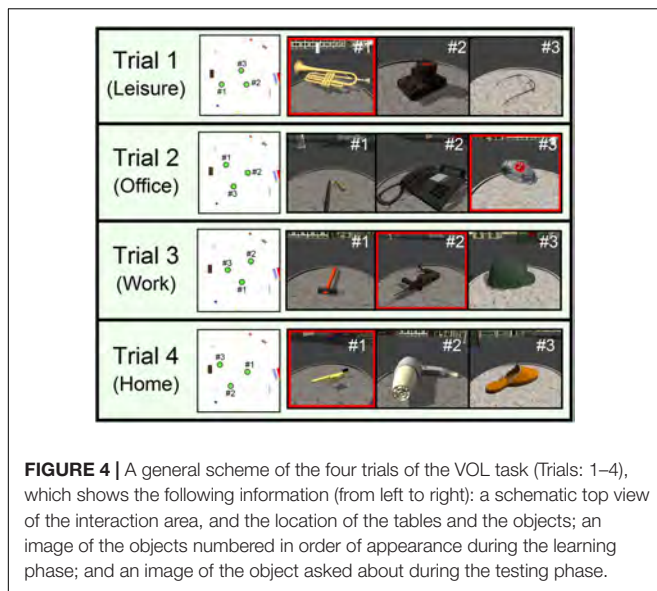 Trial 1
(Leisure)
#3
#1 #2
#1 #2 #3
Trial 2
(Office)
#1
#2
#3
#1 #2 #3
Trial 3
(Work)
#2
#3
#1
#1 #2 #3
Trial 4
(Home)
#3
#1
#2
#1 #2 #3
FIGURE 4 | A general scheme of the four trials of the VOL task (Trials: 1–4),
which shows the following information (from left to right): a schematic top view
of the interaction area, and the location of the tables and the objects; an
image of the objects numbered in order of appearance during the learning
phase; and an image of the object asked about during the testing phase.